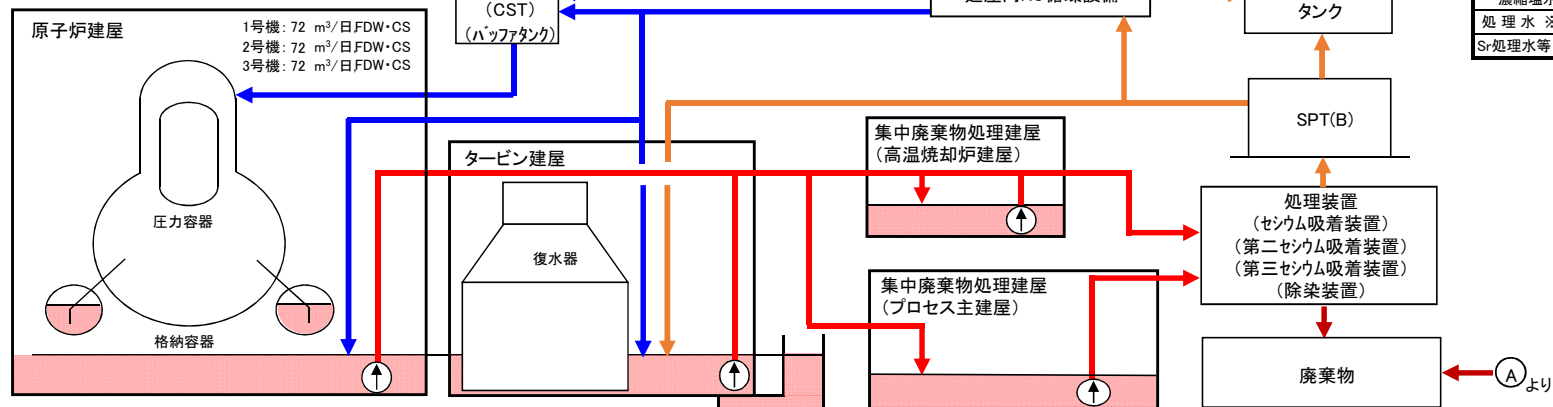 (CST)
(バッファタンク)
タンク
処 理 水 ※
Sr処理水等
原子炉建屋
1号機: 72 m³/日,FDW・CS
2号機: 72 m³/日,FDW・CS
3号機: 72 m³/日,FDW・CS
SPT(B)
集中廃棄物処理建屋
(高温焼却炉建屋)
タービン建屋
処理装置
(セシウム吸着装置)
(第二セシウム吸着装置)
(第三セシウム吸着装置)
(除染装置)
圧力容器
復水器
集中廃棄物処理建屋
(プロセス主建屋)
格納容器
廃棄物
Aより